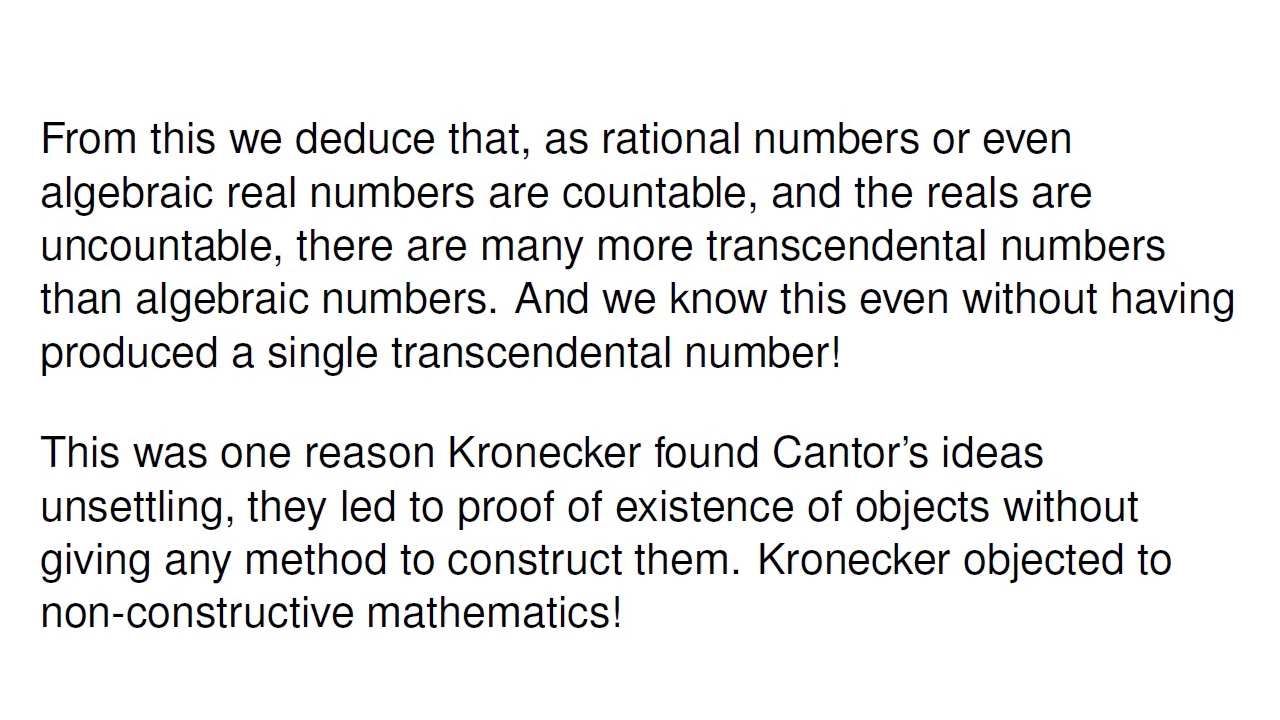 From this we deduce that, as rational numbers or even
algebraic real numbers are countable, and the reals are
uncountable, there are many more transcendental numbers
than algebraic numbers. And we know this even without having
produced a single transcendental number!
This was one reason Kronecker found Cantor’s ideas
unsettling, they led to proof of existence of objects without
giving any method to construct them. Kronecker objected to
non-constructive mathematics!